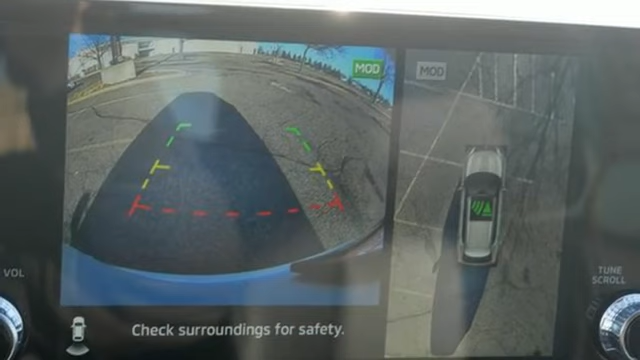 MOD
MOD
VOL
TUNE
SCROLL
Check surroundings for safety.